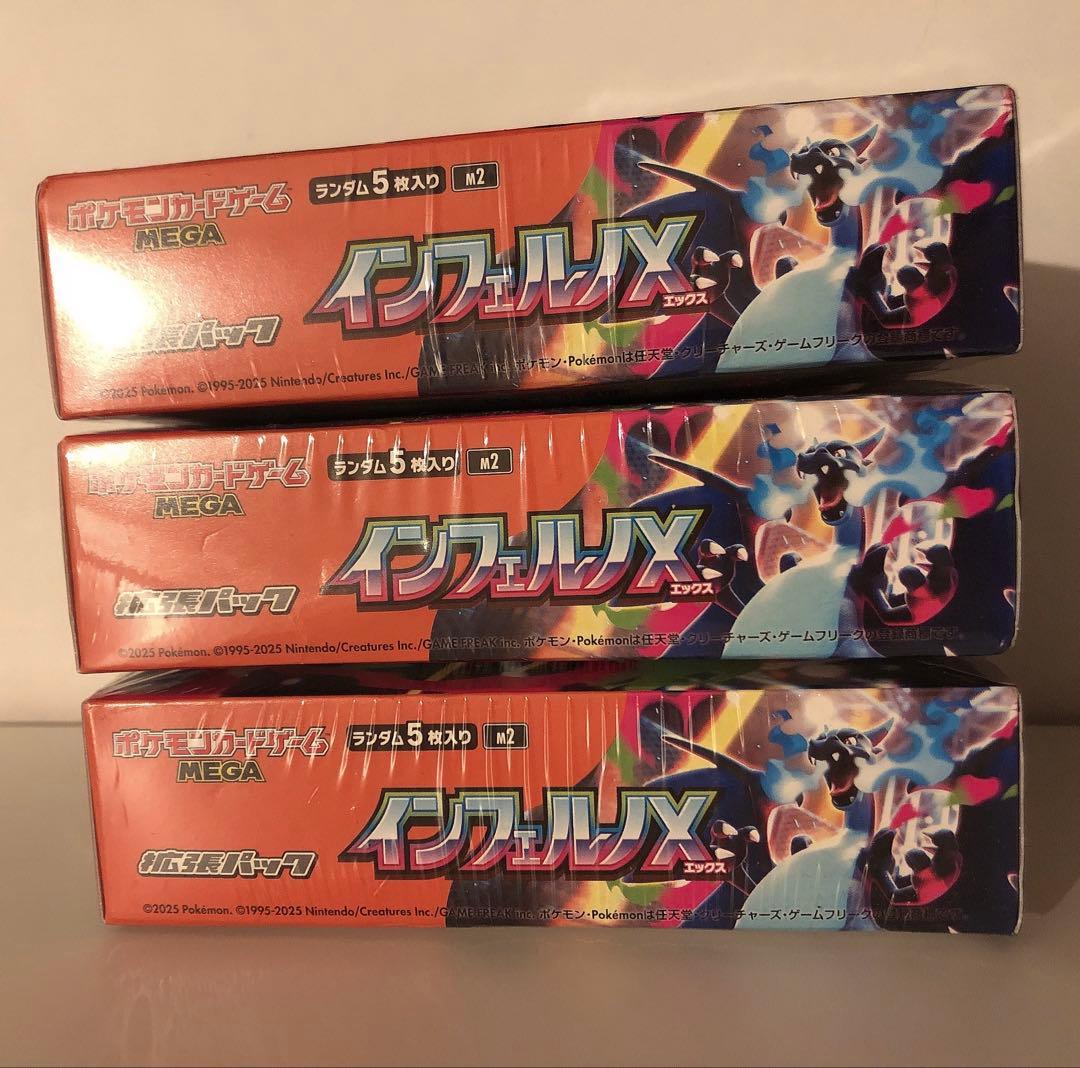 ポケモンカードゲーム
MEGA
ランダム5枚入り M2
インフェルノX
エックス
拡張パック
©2025 Pokémon. ©1995-2025 Nintendo/Creatures Inc./GAME FREAK inc. ポケモン・Pokémonは任天堂・クリーチャーズ・ゲームフリークの登録商標です。
ポケモンカードゲーム
MEGA
ランダム5枚入り M2
インフェルノX
エックス
拡張パック
©2025 Pokémon. ©1995-2025 Nintendo/Creatures Inc./GAME FREAK inc. ポケモン・Pokémonは任天堂・クリーチャーズ・ゲームフリークの登録商標です。
ポケモンカードゲーム
MEGA
ランダム5枚入り M2
インフェルノX
エックス
拡張パック
©2025 Pokémon. ©1995-2025 Nintendo/Creatures Inc./GAME FREAK inc. ポケモン・Pokémonは任天堂・クリーチャーズ・ゲームフリークの登録商標です。